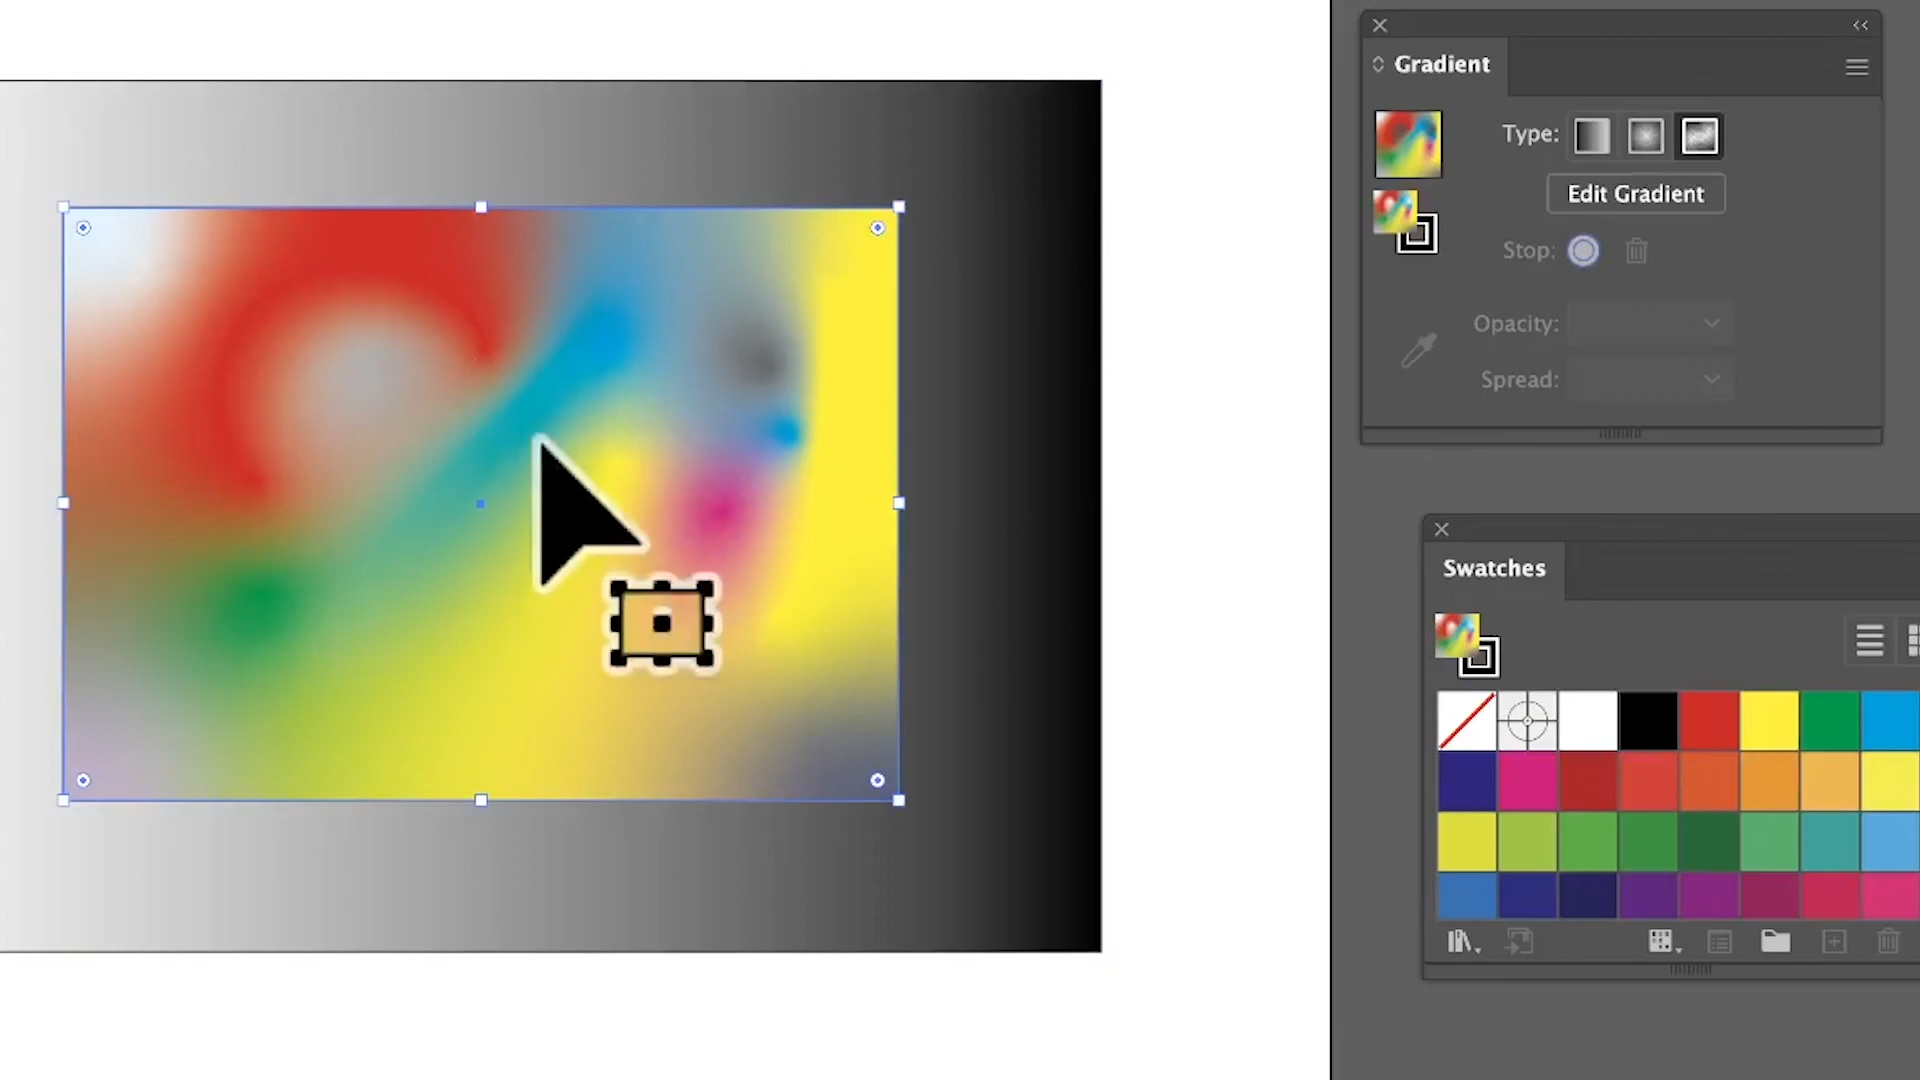 Gradient
Type:
Edit Gradient
Stop:
Opacity:
Spread:
Swatches